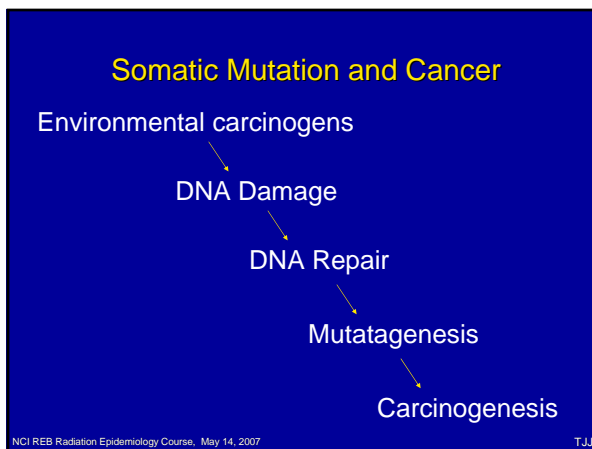 Somatic Mutation and Cancer
Environmental carcinogens
DNA Damage
DNA Repair
Mutatagenesis
Carcinogenesis
NCI REB Radiation Epidemiology Course, May 14, 2007 TJJ